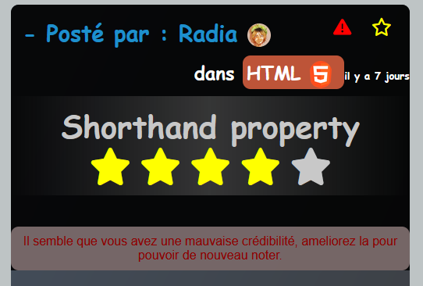 - Posté par : Radia
dans HTML 5 il y a 7 jours
Shorthand property
Il semble que vous avez une mauvaise crédibilité, ameliorez la pour
pouvoir de nouveau noter.